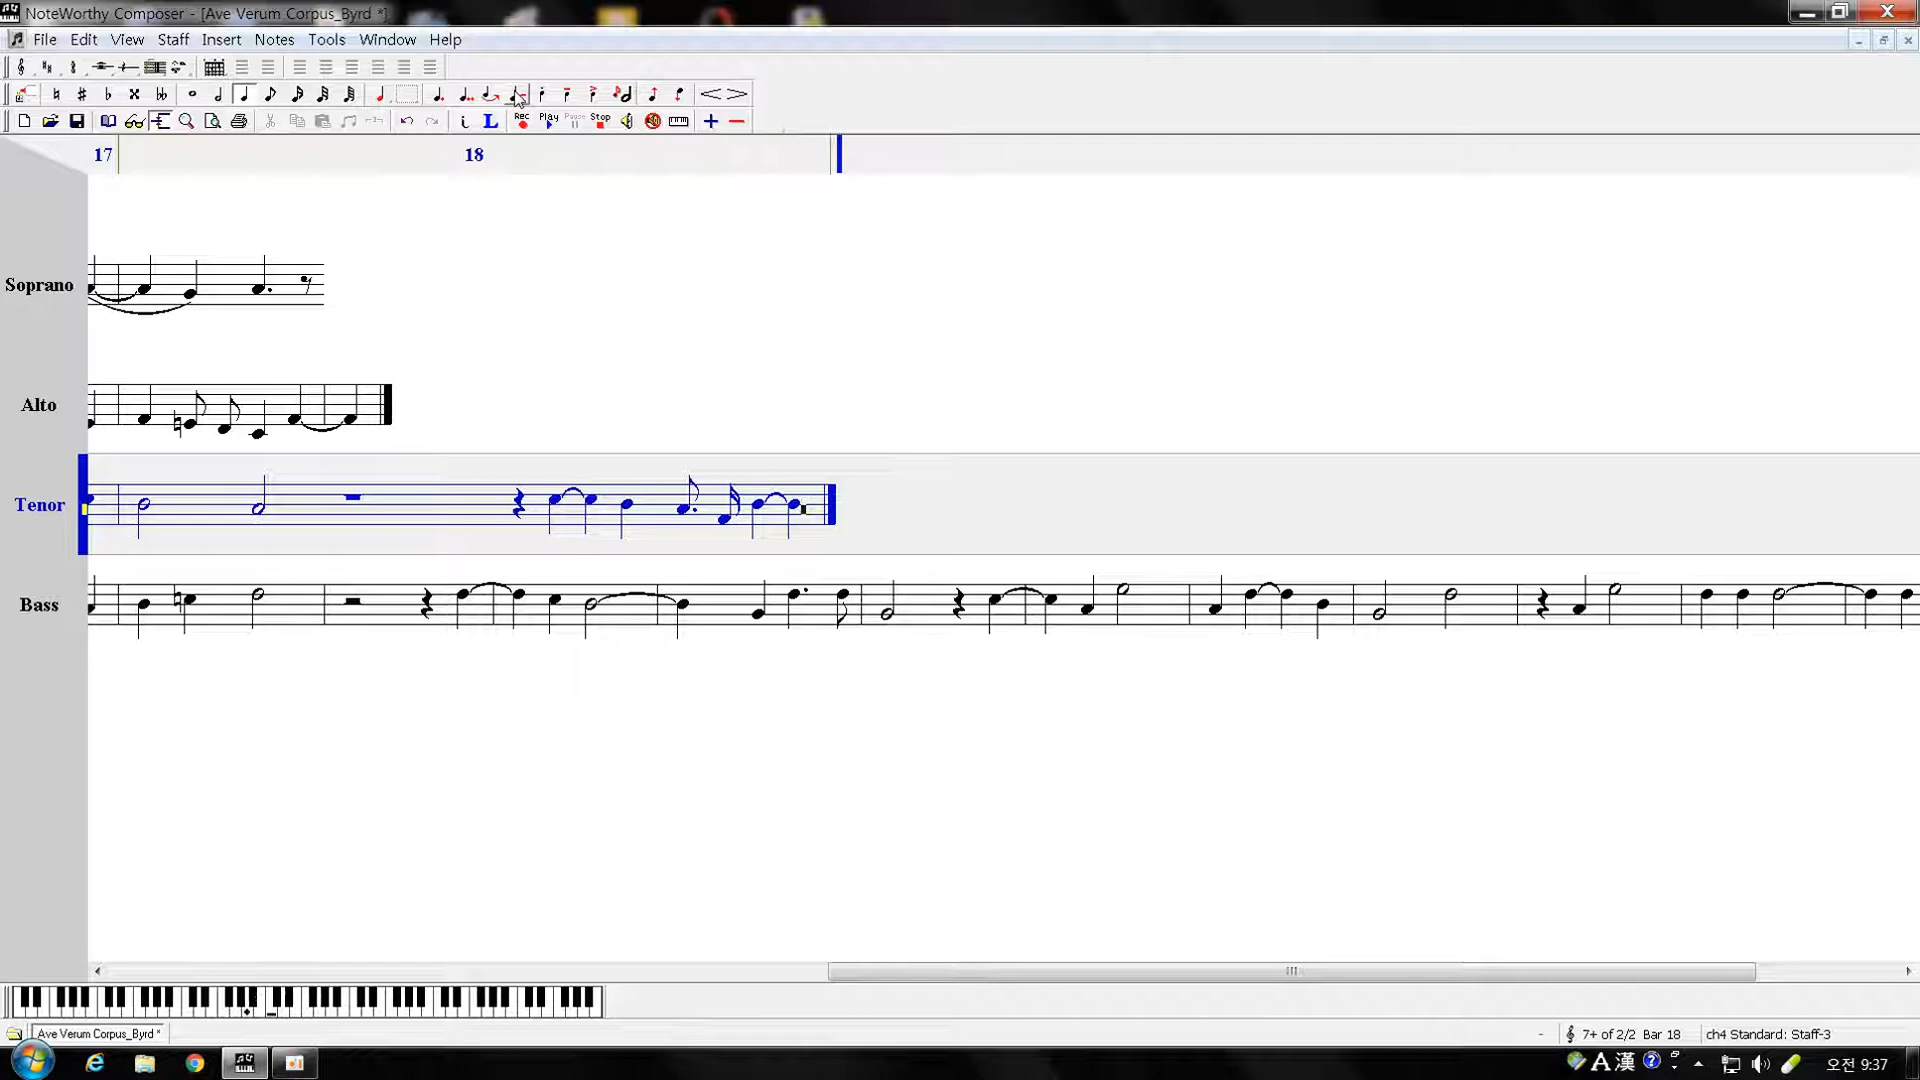 NoteWorthy Composer - [Ave Verum Corpus_Byrd *]
File Edit View Staff Insert Notes Tools Window Help
Rec Play Pause Stop
17 18
Soprano
Alto
Tenor
Bass
Ave Verum Corpus_Byrd * - 7+ of 2/2 Bar 18 ch4 Standard: Staff-3
A 漢 오전 9:37